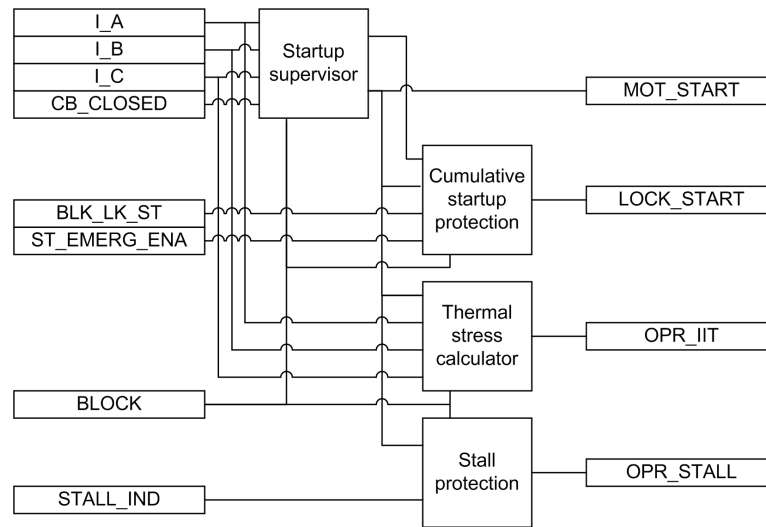 I_A
I_B
I_C
CB_CLOSED
BLK_LK_ST
ST_EMERG_ENA
BLOCK
STALL_IND
Startup
supervisor
Cumulative
startup
protection
Thermal
stress
calculator
Stall
protection
MOT_START
LOCK_START
OPR_IIT
OPR_STALL